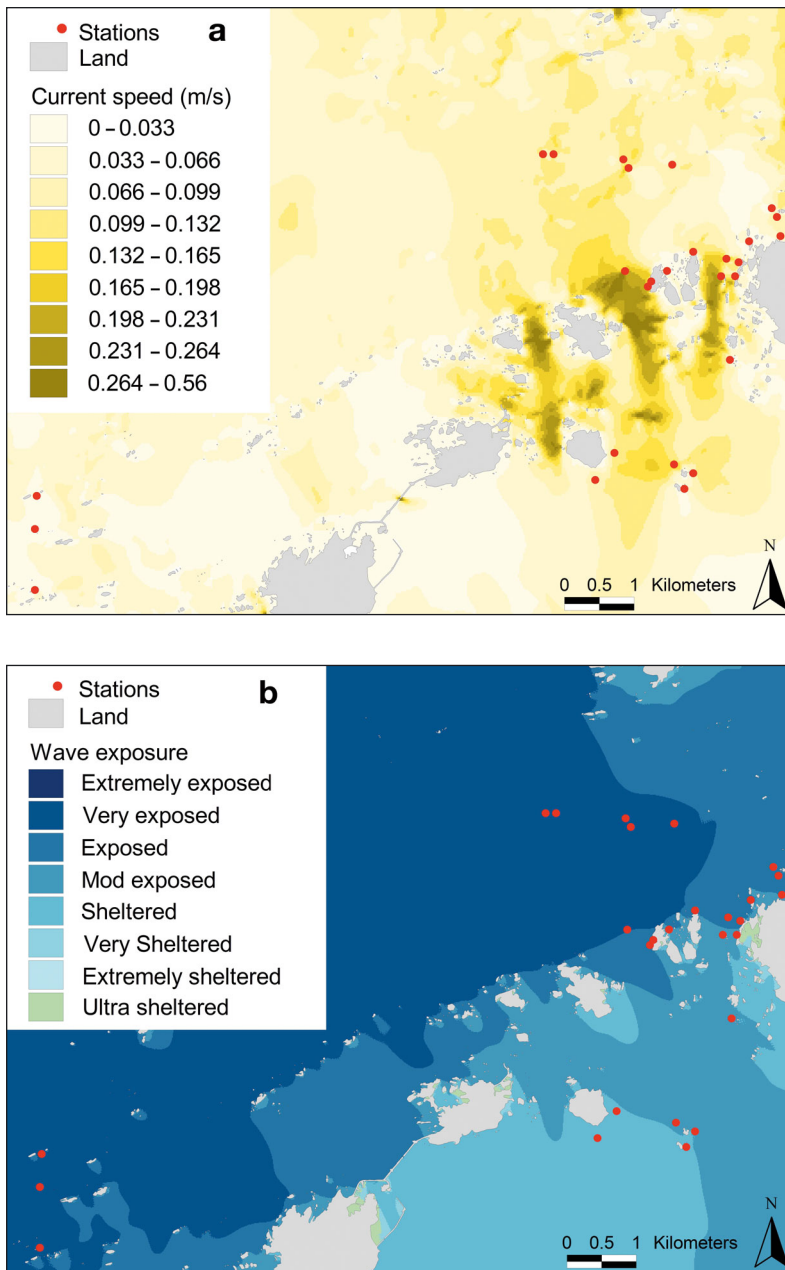 a
Stations
Land
Current speed (m/s)
0 – 0.033
0.033 – 0.066
0.066 – 0.099
0.099 – 0.132
0.132 – 0.165
0.165 – 0.198
0.198 – 0.231
0.231 – 0.264
0.264 – 0.56
N
0 0.5 1 Kilometers
b
Stations
Land
Wave exposure
Extremely exposed
Very exposed
Exposed
Mod exposed
Sheltered
Very Sheltered
Extremely sheltered
Ultra sheltered
N
0 0.5 1 Kilometers